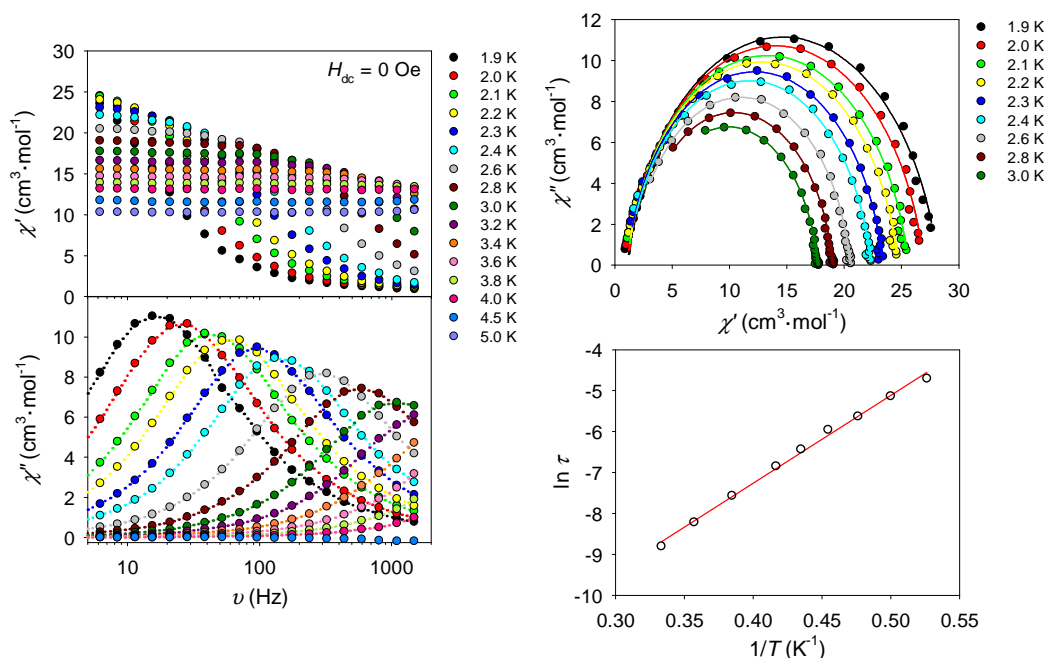 30
25
20
15
10
5
0
χ′ (cm³·mol⁻¹)
H_dc = 0 Oe
10
8
6
4
2
0
χ″ (cm³·mol⁻¹)
10
100
1000
υ (Hz)
1.9 K
2.0 K
2.1 K
2.2 K
2.3 K
2.4 K
2.6 K
2.8 K
3.0 K
3.2 K
3.4 K
3.6 K
3.8 K
4.0 K
4.5 K
5.0 K
12
10
8
6
4
2
0
χ″ (cm³·mol⁻¹)
0
5
10
15
20
25
30
χ′ (cm³·mol⁻¹)
1.9 K
2.0 K
2.1 K
2.2 K
2.3 K
2.4 K
2.6 K
2.8 K
3.0 K
-4
-5
-6
-7
-8
-9
-10
ln τ
0.30
0.35
0.40
0.45
0.50
0.55
1/T (K⁻¹)